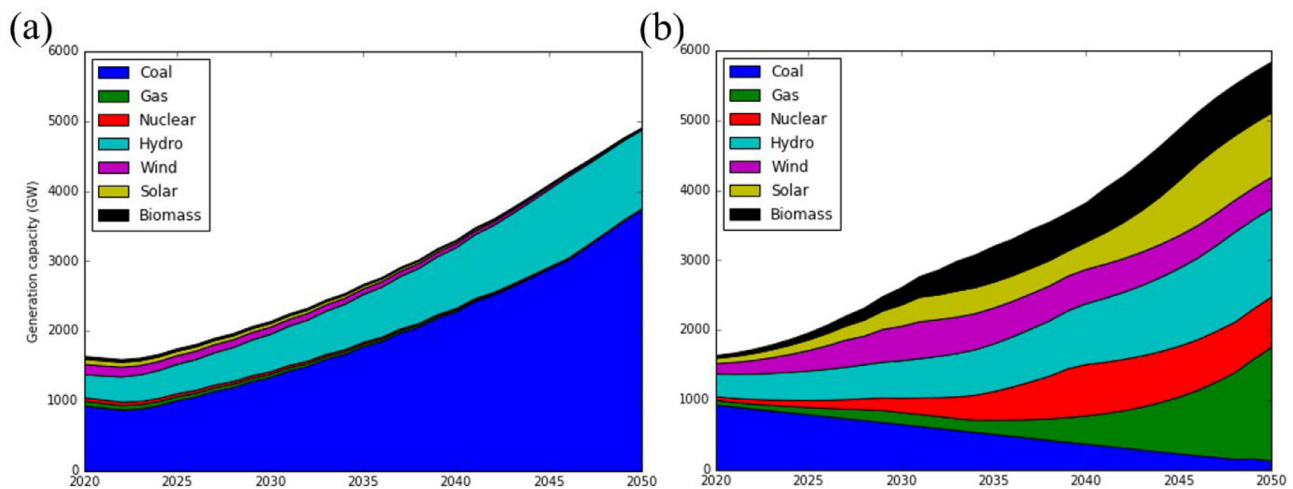 (a)
6000
5000
4000
3000
2000
1000
0
Generation capacity (GW)
Coal
Gas
Nuclear
Hydro
Wind
Solar
Biomass
2020 2025 2030 2035 2040 2045 2050
(b)
6000
5000
4000
3000
2000
1000
0
Coal
Gas
Nuclear
Hydro
Wind
Solar
Biomass
2020 2025 2030 2035 2040 2045 2050